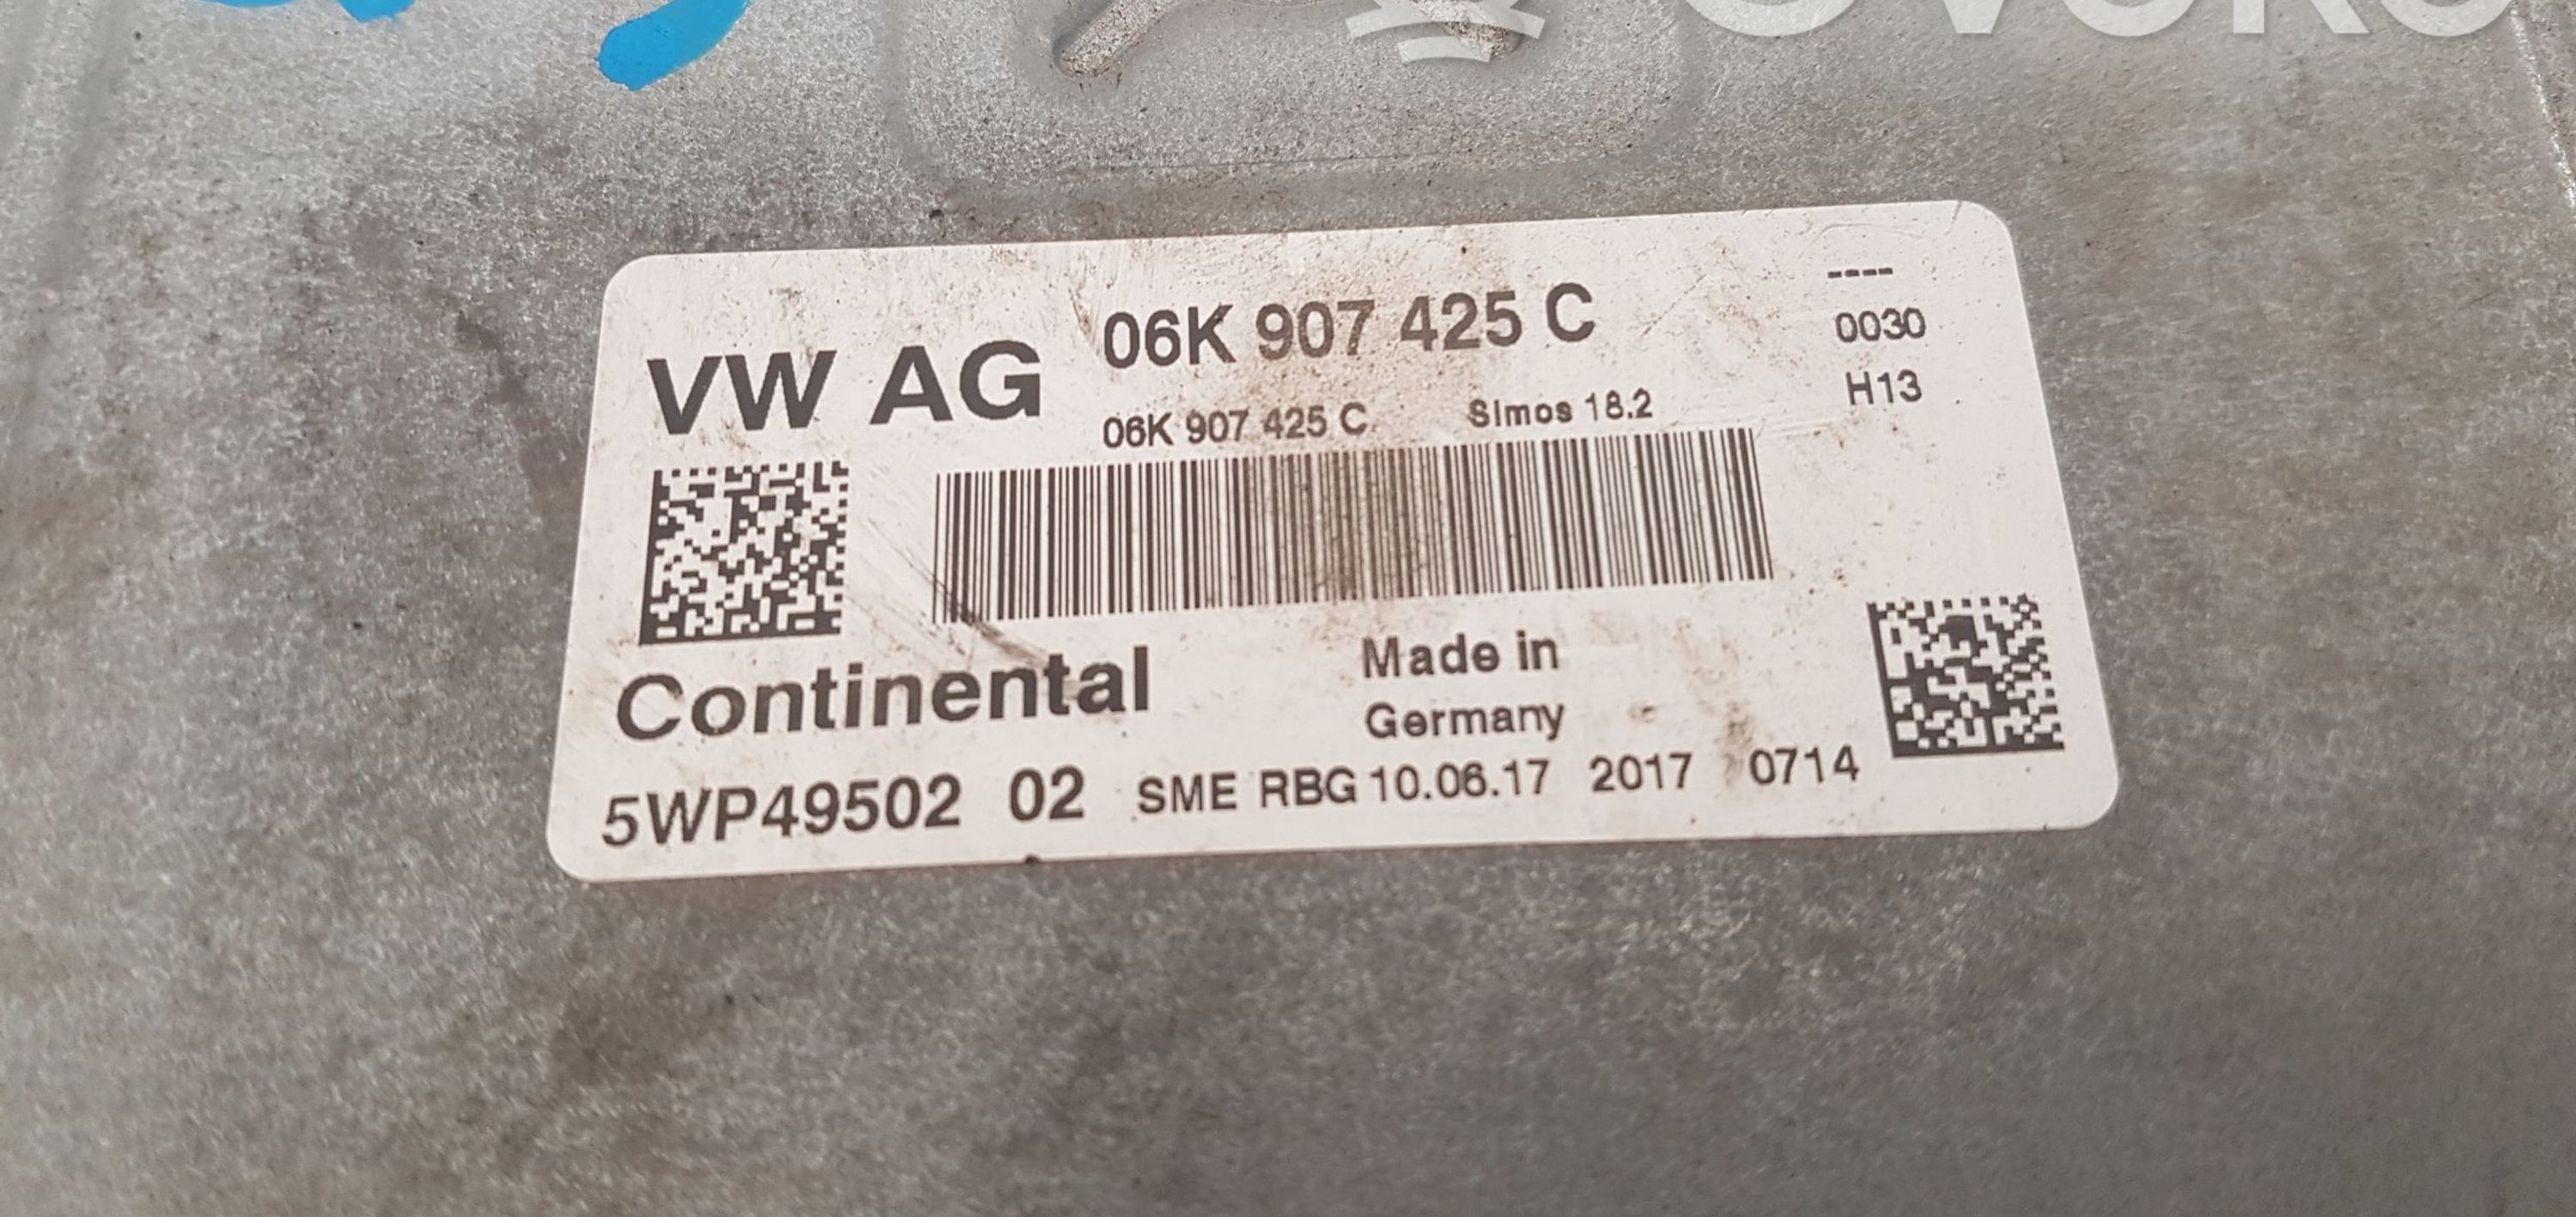 OVOKO
VW AG 06K 907 425 C ----
0030
06K 907 425 C Simos 18.2 H13
Continental Made in
Germany
5WP49502 02 SME RBG 10.06.17 2017 0714